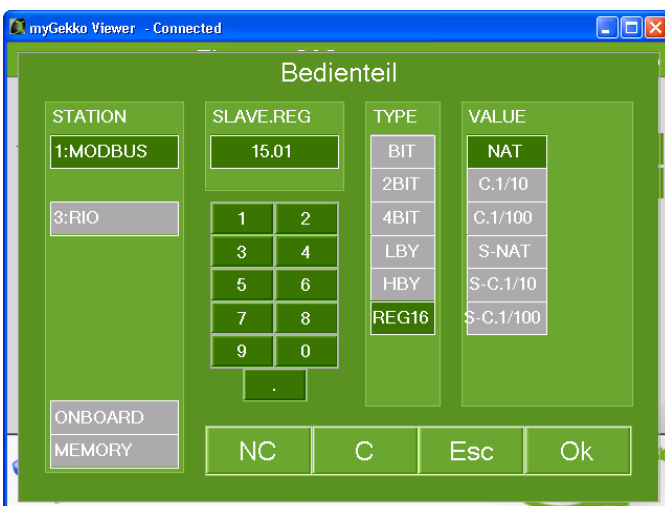 myGekko Viewer - Connected
Bedienteil
STATION
1:MODBUS
3:RIO
ONBOARD
MEMORY
SLAVE.REG
15.01
1 2
3 4
5 6
7 8
9 0
.
TYPE
BIT
2BIT
4BIT
LBY
HBY
REG16
VALUE
NAT
C.1/10
C.1/100
S-NAT
S-C.1/10
S-C.1/100
NC C Esc Ok